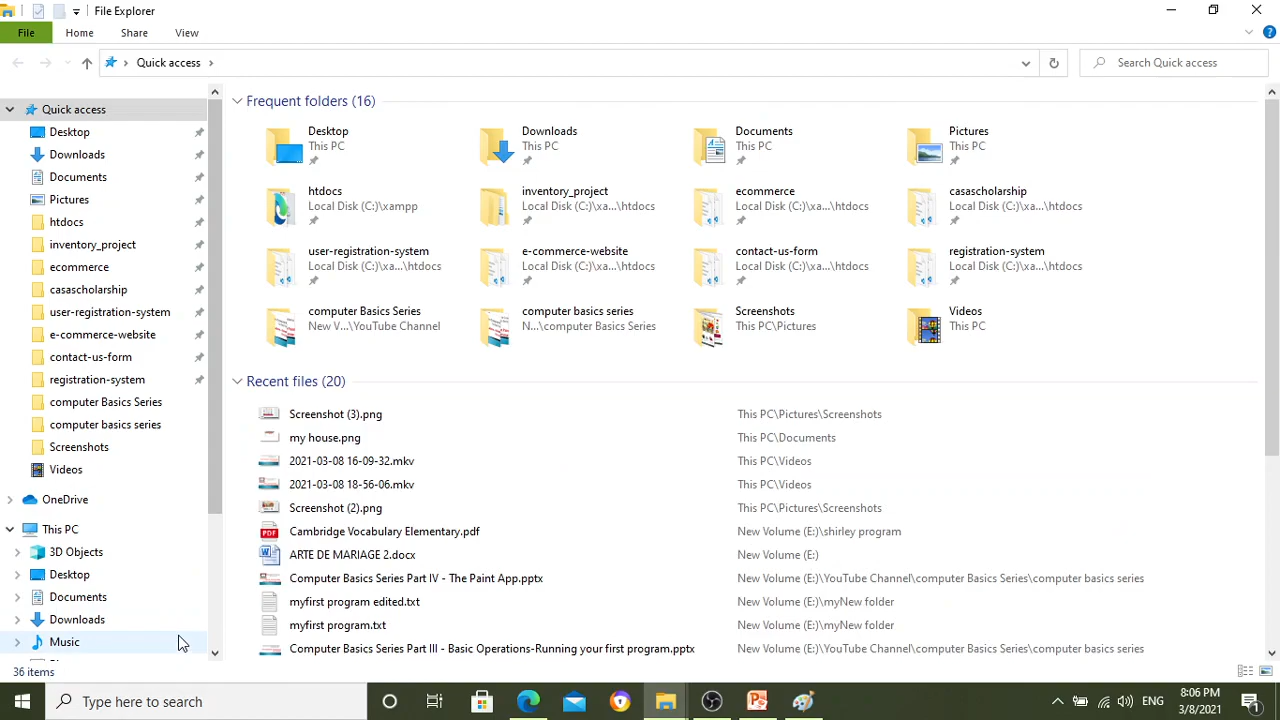 File Explorer
File Home Share View
Quick access
Search Quick access
Quick access
Desktop
Downloads
Documents
Pictures
htdocs
inventory_project
ecommerce
casascholarship
user-registration-system
e-commerce-website
contact-us-form
registration-system
computer Basics Series
computer basics series
Screenshots
Videos
OneDrive
This PC
3D Objects
Desktop
Documents
Downloads
Music
Frequent folders (16)
Desktop
This PC
Downloads
This PC
Documents
This PC
Pictures
This PC
htdocs
Local Disk (C:)\xampp
inventory_project
Local Disk (C:)\xa...\htdocs
ecommerce
Local Disk (C:)\xa...\htdocs
casascholarship
Local Disk (C:)\xa...\htdocs
user-registration-system
Local Disk (C:)\xa...\htdocs
e-commerce-website
Local Disk (C:)\xa...\htdocs
contact-us-form
Local Disk (C:)\xa...\htdocs
registration-system
Local Disk (C:)\xa...\htdocs
computer Basics Series
New V...\YouTube Channel
computer basics series
N...\computer Basics Series
Screenshots
This PC\Pictures
Videos
This PC
Recent files (20)
Screenshot (3).png This PC\Pictures\Screenshots
my house.png This PC\Documents
2021-03-08 16-09-32.mkv This PC\Videos
2021-03-08 18-56-06.mkv This PC\Videos
Screenshot (2).png This PC\Pictures\Screenshots
Cambridge Vocabulary Elementary.pdf New Volume (E:)\shirley program
ARTE DE MARIAGE 2.docx New Volume (E:)
Computer Basics Series Part IV - The Paint App.pptx New Volume (E:)\YouTube Channel\computer Basics Series\computer basics series
myfirst program edited.txt New Volume (E:)\myNew folder
myfirst program.txt New Volume (E:)\myNew folder
Computer Basics Series Part III - Basic Operations-Running your first program.pptx New Volume (E:)\YouTube Channel\computer Basics Series\computer basics series
36 items
Type here to search
ENG
8:06 PM
3/8/2021
1